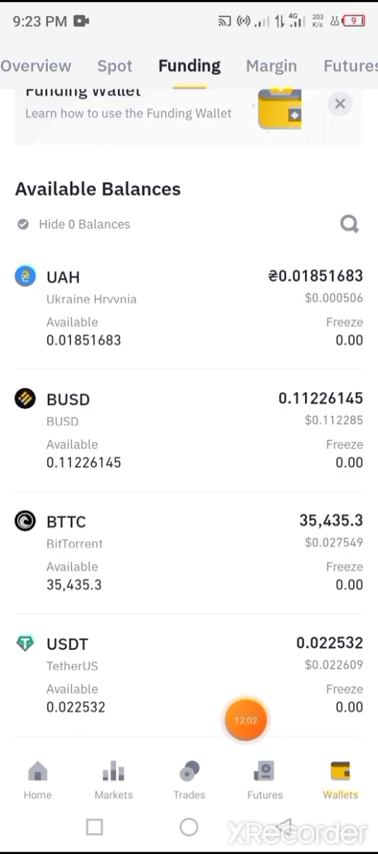 9:23 PM 4G 203 K/s 9
Overview Spot Funding Margin Futures
Funding Wallet
Learn how to use the Funding Wallet
Available Balances
Hide 0 Balances
UAH ₴0.01851683
Ukraine Hryvnia $0.000506
Available Freeze
0.01851683 0.00
BUSD 0.11226145
BUSD $0.112285
Available Freeze
0.11226145 0.00
BTTC 35,435.3
BitTorrent $0.027549
Available Freeze
35,435.3 0.00
USDT 0.022532
TetherUS $0.022609
Available Freeze
0.022532 0.00
12:02
Home Markets Trades Futures Wallets
XRecorder